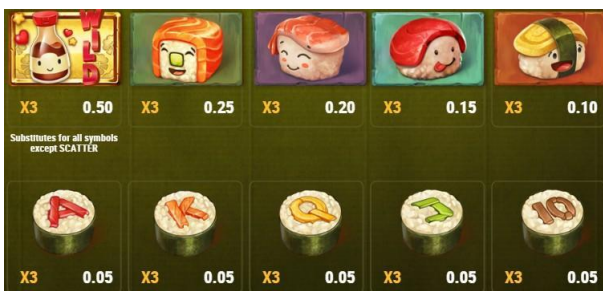 WILD
X3 0.50
X3 0.25
X3 0.20
X3 0.15
X3 0.10
Substitutes for all symbols
except SCATTER
A
K
Q
J
10
X3 0.05
X3 0.05
X3 0.05
X3 0.05
X3 0.05